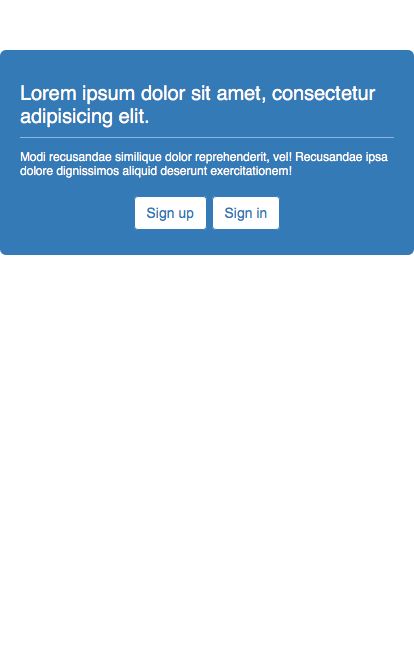 Lorem ipsum dolor sit amet, consectetur
adipisicing elit.
Modi recusandae similique dolor reprehenderit, vel! Recusandae ipsa
dolore dignissimos aliquid deserunt exercitationem!
Sign up Sign in